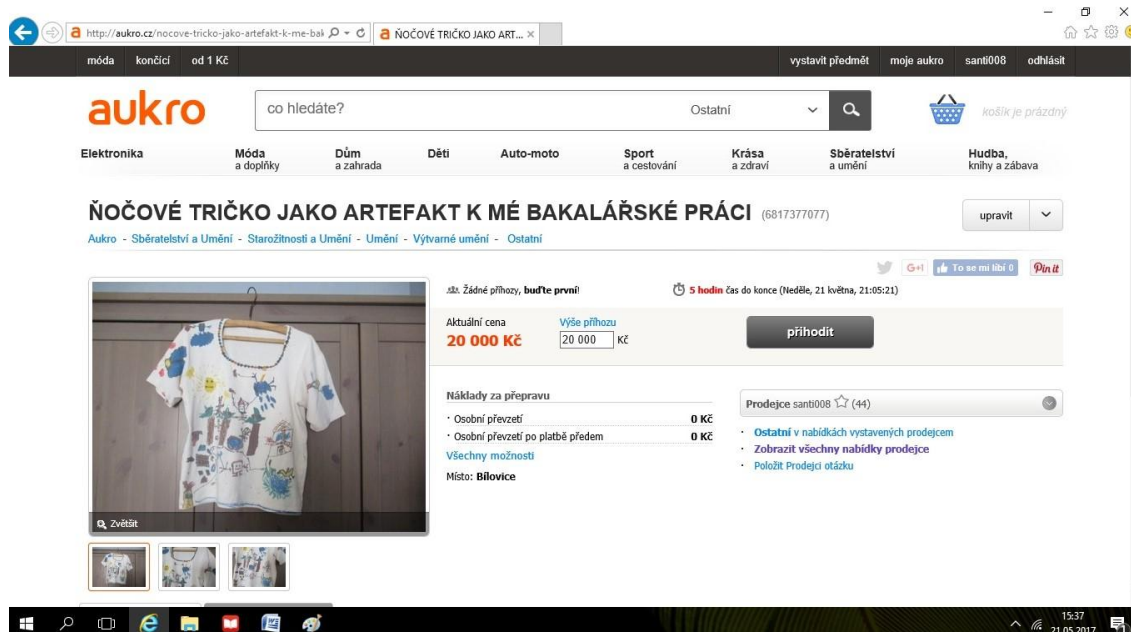 http://aukro.cz/nocove-tricko-jako-artefakt-k-me-bak
ŇOČOVÉ TRIČKO JAKO ART... ×
móda končící od 1 Kč vystavit předmět moje aukro santi008 odhlásit
aukro
co hledáte? Ostatní
košík je prázdný
Elektronika Móda Dům Děti Auto-moto Sport Krása Sběratelství Hudba,
a doplňky a zahrada a cestování a zdraví a umění knihy a zábava
ŇOČOVÉ TRIČKO JAKO ARTEFAKT K MÉ BAKALÁŘSKÉ PRÁCI (6817377077)
upravit
Aukro - Sběratelství a Umění - Starožitnosti a Umění - Umění - Výtvarné umění - Ostatní
G+1 To se mi líbí 0 Pin it
Žádné příhozy, buďte první! 5 hodin čas do konce (Neděle, 21 května, 21:05:21)
Aktuální cena Výše příhozu
20 000 Kč 20 000 Kč
přihodit
Náklady za přepravu
· Osobní převzetí 0 Kč
· Osobní převzetí po platbě předem 0 Kč
Všechny možnosti
Místo: Bílovice
Prodejce santi008 (44)
· Ostatní v nabídkách vystavených prodejcem
· Zobrazit všechny nabídky prodejce
· Položit Prodejci otázku
Zvětšit
15:37
21.05.2017